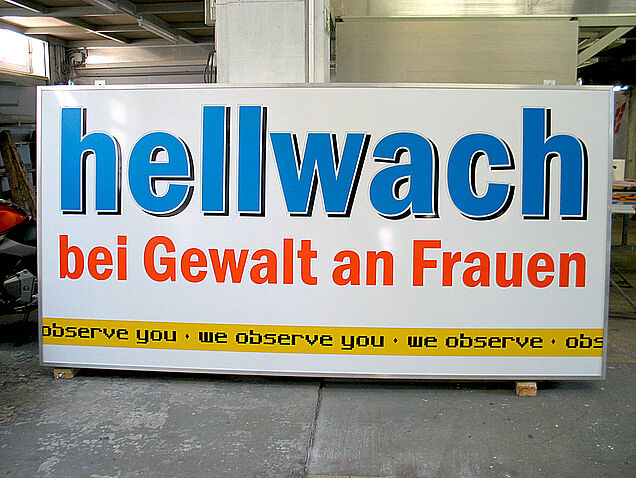 hellwach
bei Gewalt an Frauen
observe you · we observe you · we observe · obs